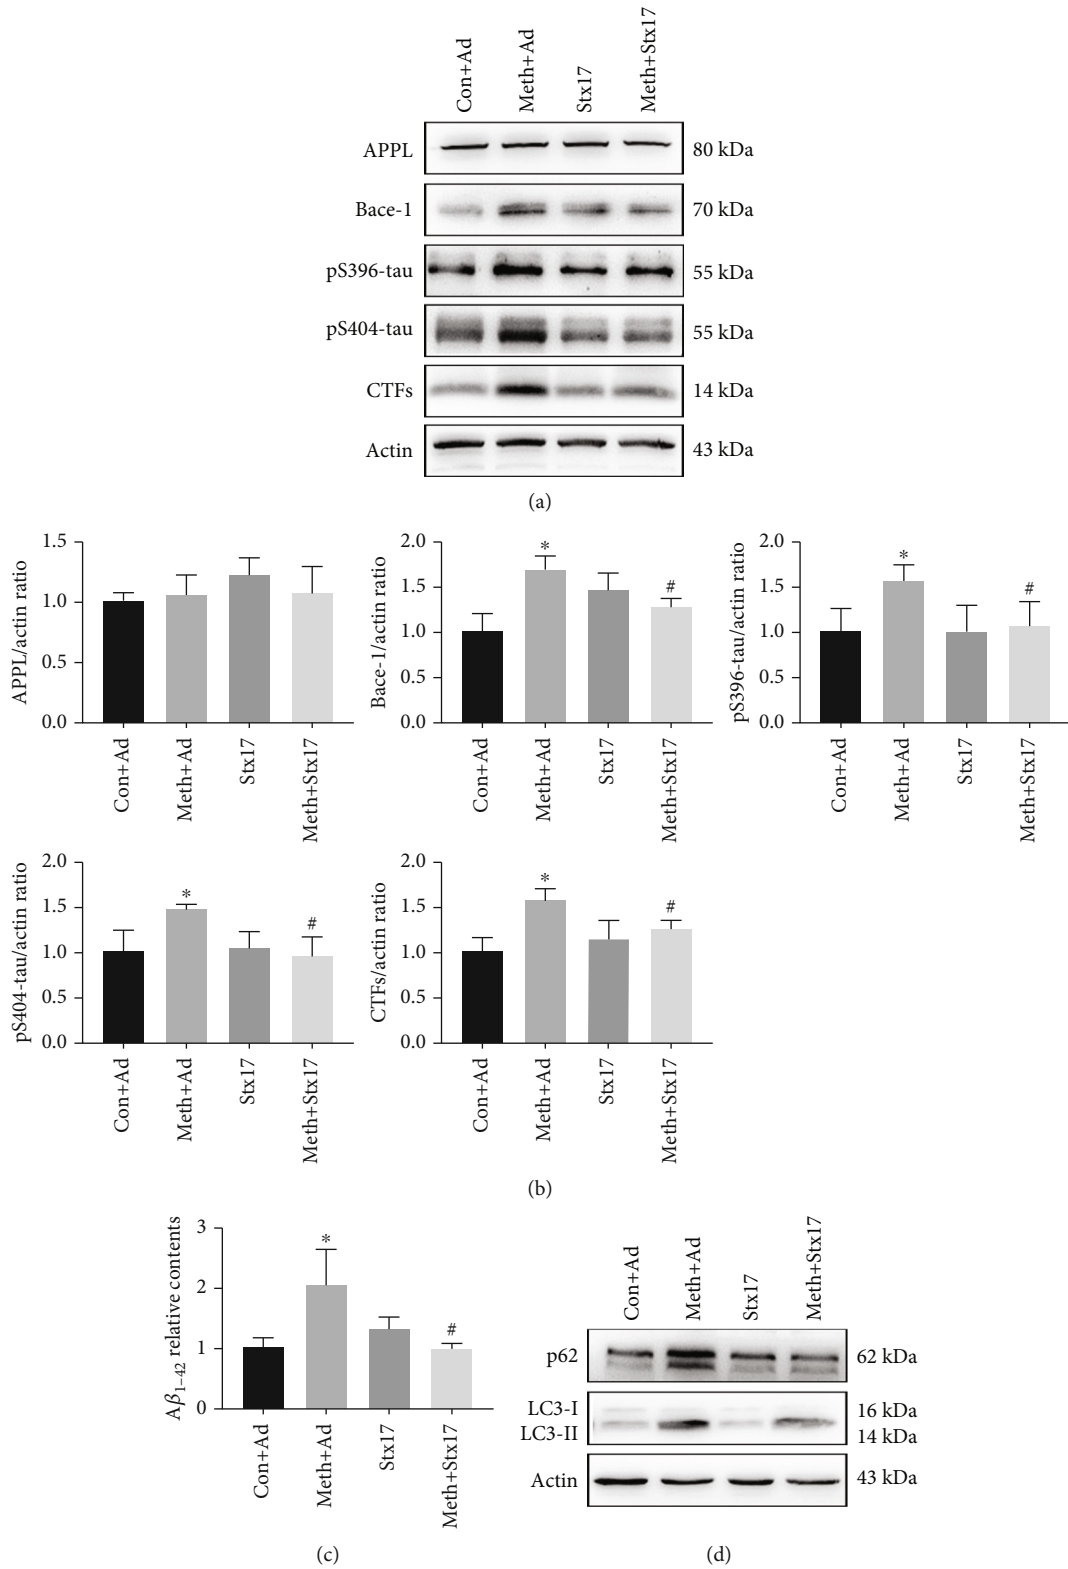 Con+Ad
Meth+Ad
Stx17
Meth+Stx17
APPL 80 kDa
Bace-1 70 kDa
pS396-tau 55 kDa
pS404-tau 55 kDa
CTFs 14 kDa
Actin 43 kDa
(a)
APPL/actin ratio
1.5
1.0
0.5
0.0
Con+Ad
Meth+Ad
Stx17
Meth+Stx17
Bace-1/actin ratio
2.0
1.5
1.0
0.5
0.0
*
#
Con+Ad
Meth+Ad
Stx17
Meth+Stx17
pS396-tau/actin ratio
2.0
1.5
1.0
0.5
0.0
*
#
Con+Ad
Meth+Ad
Stx17
Meth+Stx17
pS404-tau/actin ratio
2.0
1.5
1.0
0.5
0.0
*
#
Con+Ad
Meth+Ad
Stx17
Meth+Stx17
CTFs/actin ratio
2.0
1.5
1.0
0.5
0.0
*
#
Con+Ad
Meth+Ad
Stx17
Meth+Stx17
(b)
Aβ1–42 relative contents
3
2
1
0
*
#
Con+Ad
Meth+Ad
Stx17
Meth+Stx17
(c)
Con+Ad
Meth+Ad
Stx17
Meth+Stx17
p62 62 kDa
LC3-I 16 kDa
LC3-II 14 kDa
Actin 43 kDa
(d)